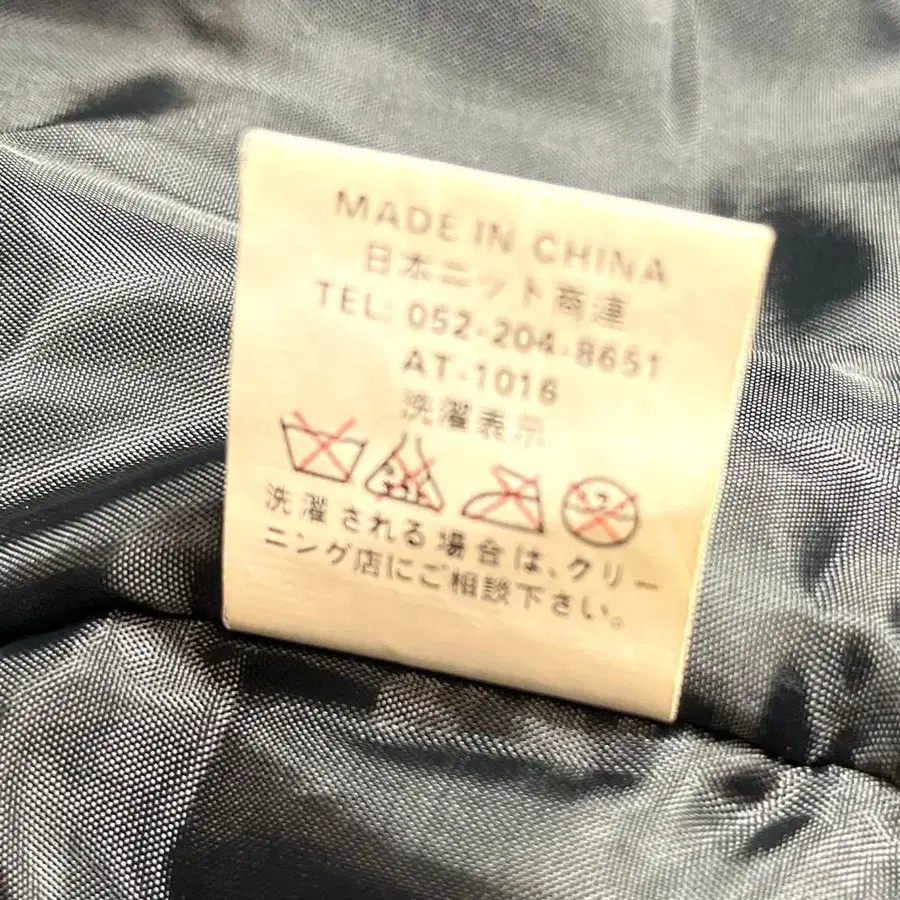 MADE IN CHINA
日本ニット商連
TEL: 052-204-8651
AT-1016
洗濯表示
洗濯される場合は、クリー
ニング店にご相談下さい。